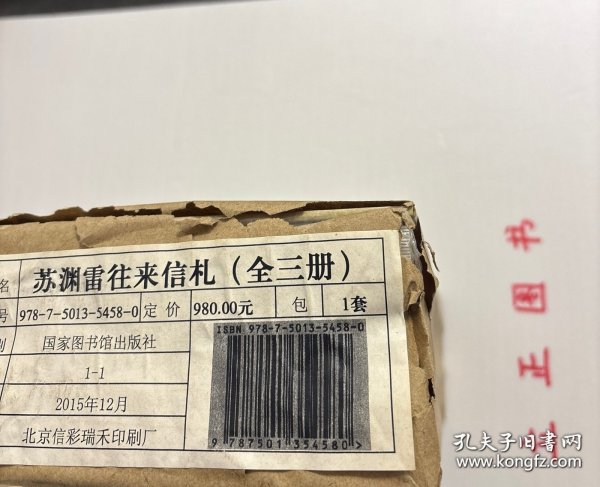 名 苏渊雷往来信札（全三册）
号 978-7-5013-5458-0 定价 980.00元 包 1套
国家图书馆出版社
1-1
2015年12月
北京信彩瑞禾印刷厂
ISBN 978-7-5013-5458-0
9 787501 354580 >
正图书
孔夫子旧书网
www.kongfz.com